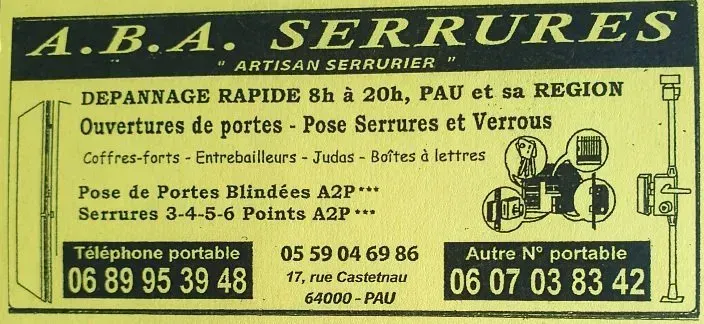 A.B.A. SERRURES
" ARTISAN SERRURIER "
DEPANNAGE RAPIDE 8h à 20h, PAU et sa REGION
Ouvertures de portes - Pose Serrures et Verrous
Coffres-forts - Entrebailleurs - Judas - Boîtes à lettres
Pose de Portes Blindées A2P***
Serrures 3-4-5-6 Points A2P***
Téléphone portable
06 89 95 39 48
05 59 04 69 86
17, rue Castetnau
64000 - PAU
Autre N° portable
06 07 03 83 42